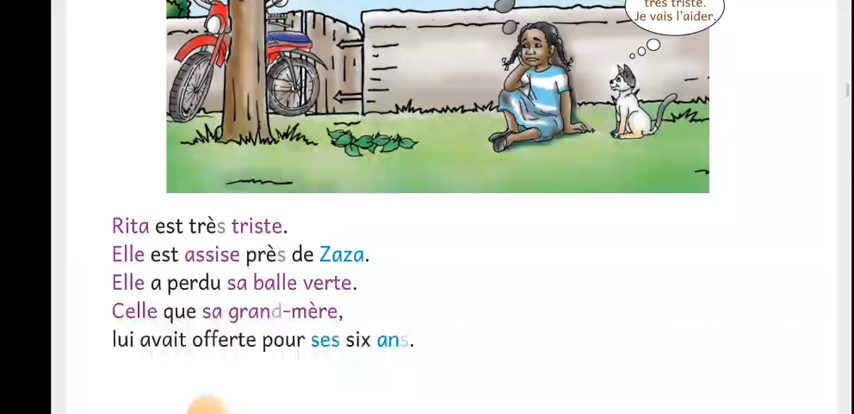 très triste.
Je vais l'aider.
Rita est très triste.
Elle est assise près de Zaza.
Elle a perdu sa balle verte.
Celle que sa grand-mère,
lui avait offerte pour ses six ans.